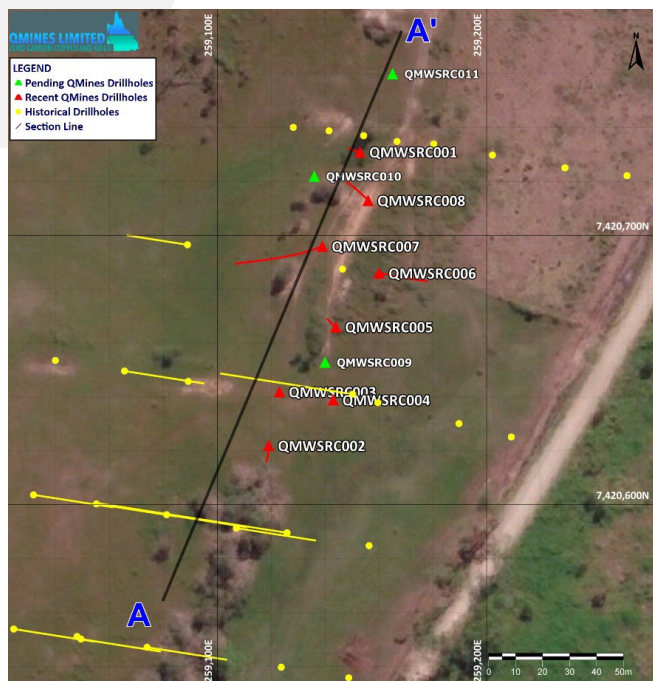 QMINES LIMITED
ZERO CARBON COPPER AND GOLD
LEGEND
Pending QMines Drillholes
Recent QMines Drillholes
Historical Drillholes
Section Line
259,100E
259,200E
A'
N
QMWSRC011
QMWSRC001
QMWSRC010
QMWSRC008
7,420,700N
QMWSRC007
QMWSRC006
QMWSRC005
QMWSRC009
QMWSRC003
QMWSRC004
QMWSRC002
7,420,600N
A
259,100E
259,200E
0 10 20 30 40 50m